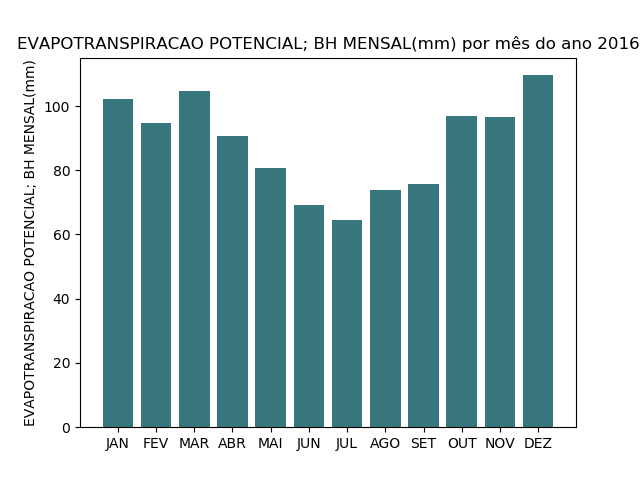 EVAPOTRANSPIRACAO POTENCIAL; BH MENSAL(mm) por mês do ano 2016
EVAPOTRANSPIRACAO POTENCIAL; BH MENSAL(mm)
100
80
60
40
20
0
JAN FEV MAR ABR MAI JUN JUL AGO SET OUT NOV DEZ